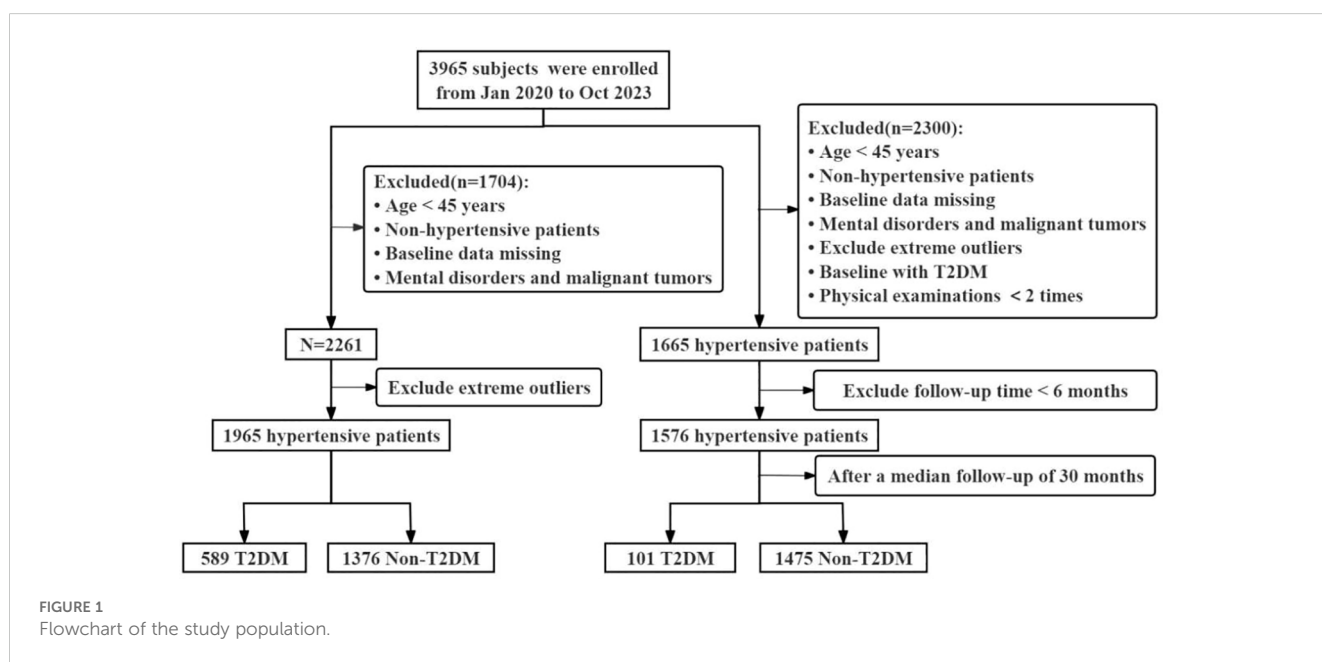 3965 subjects were enrolled
from Jan 2020 to Oct 2023
Excluded(n=1704):
• Age < 45 years
• Non-hypertensive patients
• Baseline data missing
• Mental disorders and malignant tumors
Excluded(n=2300):
• Age < 45 years
• Non-hypertensive patients
• Baseline data missing
• Mental disorders and malignant tumors
• Exclude extreme outliers
• Baseline with T2DM
• Physical examinations < 2 times
N=2261
Exclude extreme outliers
1965 hypertensive patients
589 T2DM
1376 Non-T2DM
1665 hypertensive patients
Exclude follow-up time < 6 months
1576 hypertensive patients
After a median follow-up of 30 months
101 T2DM
1475 Non-T2DM
FIGURE 1
Flowchart of the study population.